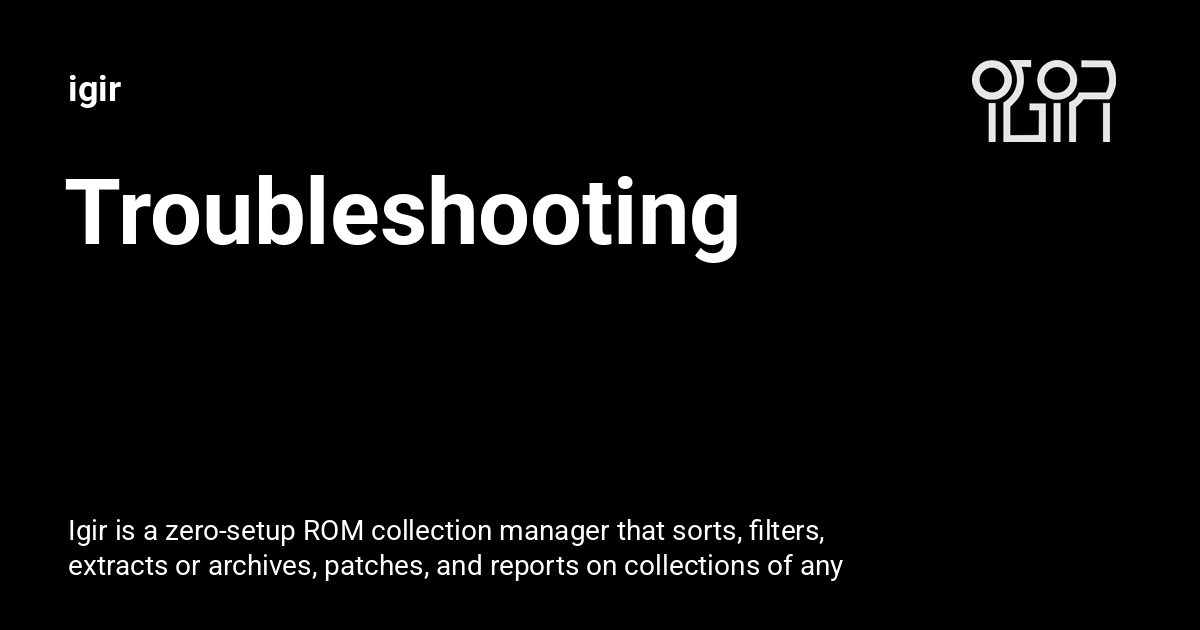 igir
IGIR
Troubleshooting
Igir is a zero-setup ROM collection manager that sorts, filters,
extracts or archives, patches, and reports on collections of any